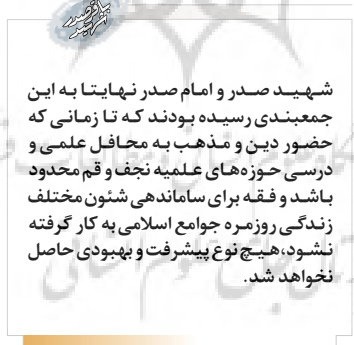 شهید صدر و امام صدر نهایتا به این
جمعبندی رسیده بودند که تا زمانی که
حضور دین و مذهب به محافل علمی و
درسی حوزه‌های علمیه نجف و قم محدود
باشد و فقه برای ساماندهی شئون مختلف
زندگی روزمره جوامع اسلامی به کار گرفته
نشود، هیچ نوع پیشرفت و بهبودی حاصل
نخواهد شد.